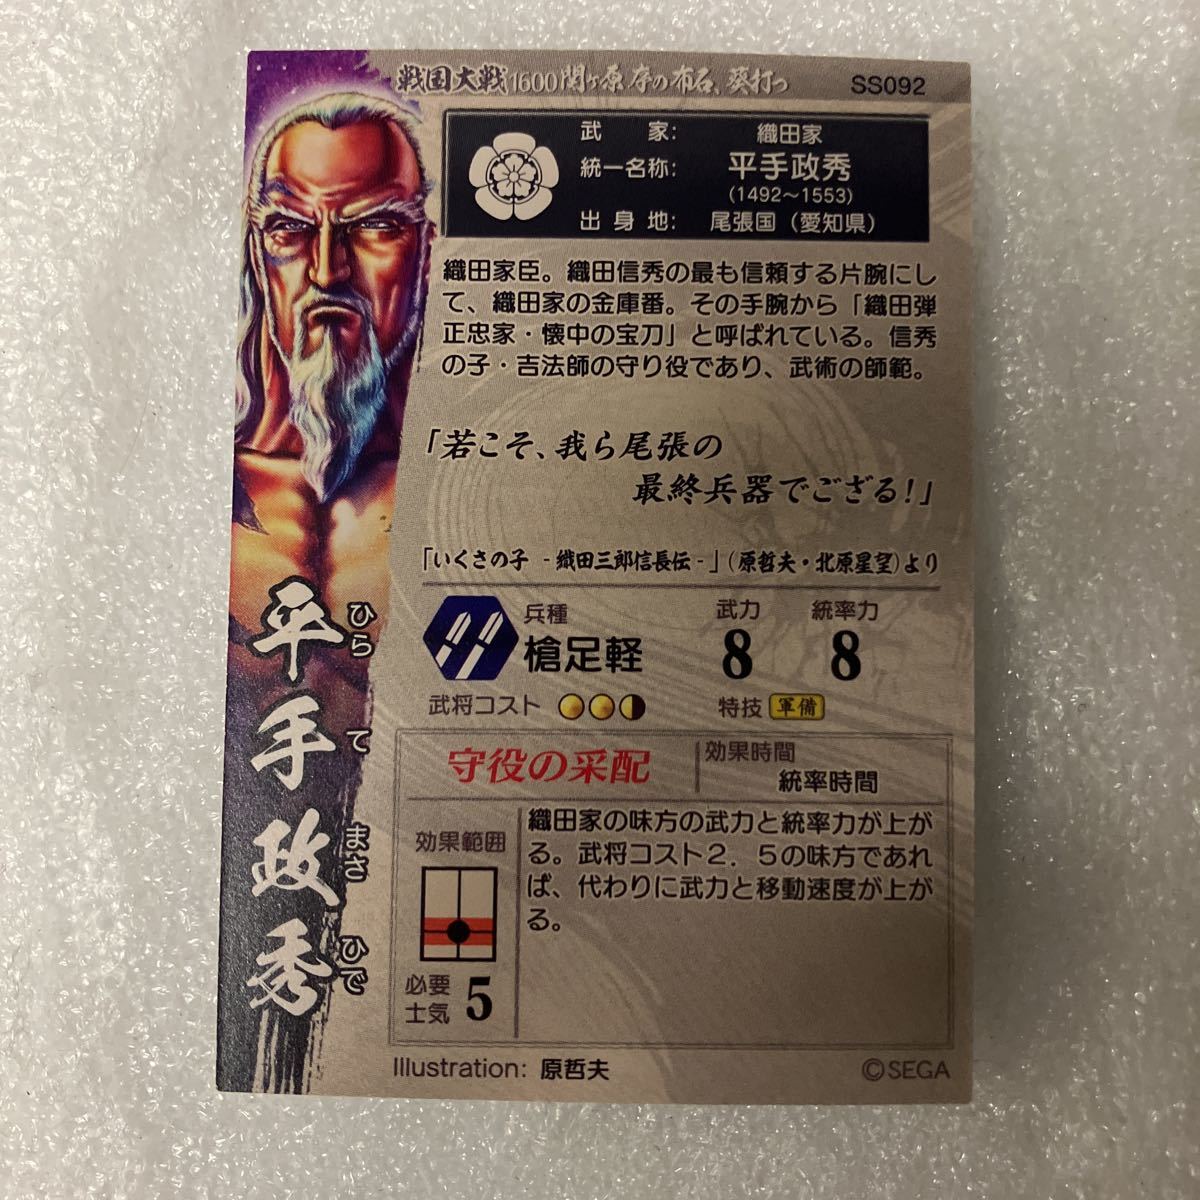 戦国大戦1600関ヶ原 序の布石、葵打つ
SS092
武家: 織田家
統一名称: 平手政秀
(1492～1553)
出身地: 尾張国（愛知県）
織田家臣。織田信秀の最も信頼する片腕にし
て、織田家の金庫番。その手腕から「織田弾
正忠家・懐中の宝刀」と呼ばれている。信秀
の子・吉法師の守り役であり、武術の師範。
「若こそ、我ら尾張の
最終兵器でござる!」
「いくさの子 -織田三郎信長伝-」(原哲夫・北原星望)より
兵種
槍足軽
武力
8
統率力
8
武将コスト
特技 軍備
守役の采配
効果時間
統率時間
効果範囲
必要
士気 5
織田家の味方の武力と統率力が上が
る。武将コスト2．5の味方であれ
ば、代わりに武力と移動速度が上が
る。
平手政秀
ひら
て
まさ
ひで
Illustration: 原哲夫
©SEGA